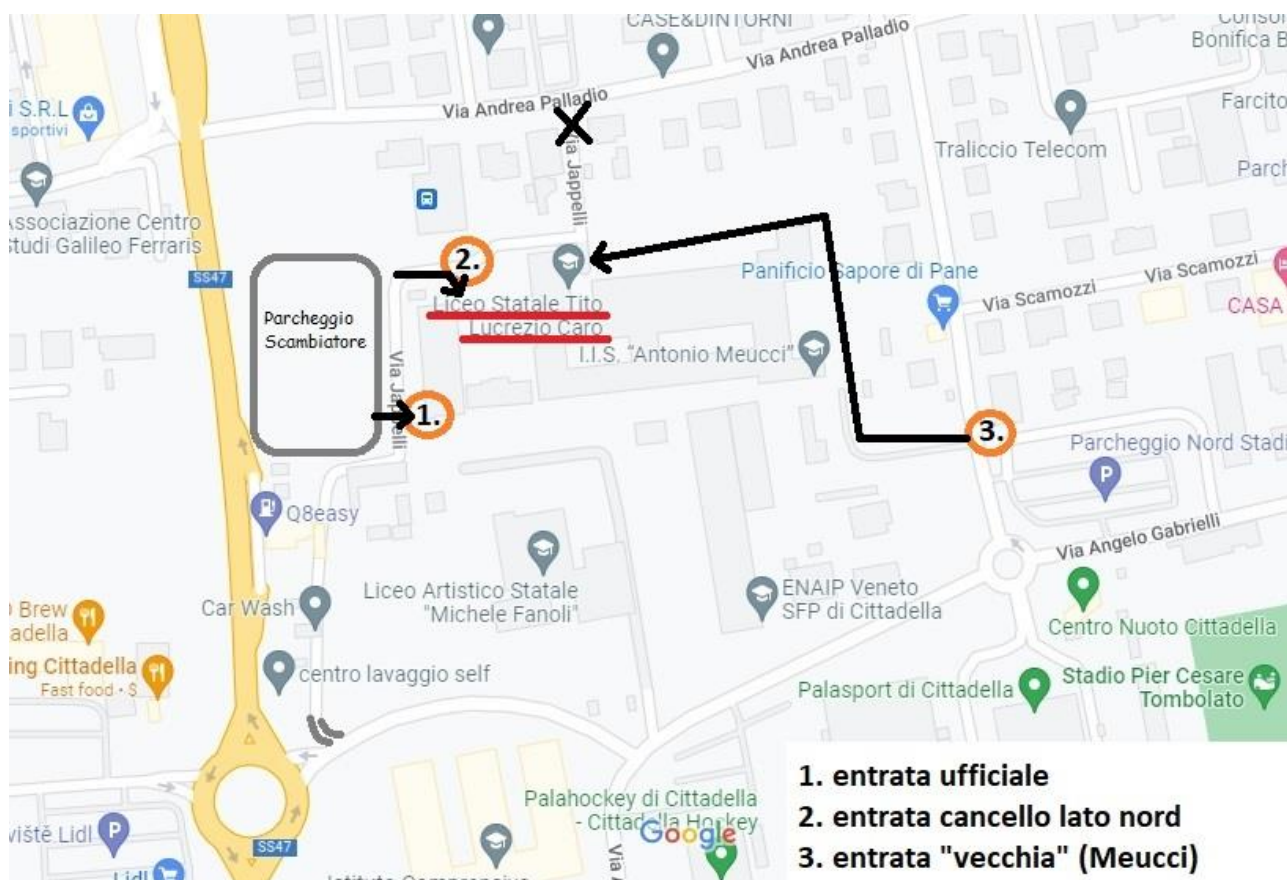 CASE&DINTORNI
Bonifica B
Via Andrea Palladio
Via Andrea Palladio
i S.R.L
sportivi
Farcito
Traliccio Telecom
Via Jappelli
Associazione Centro
Studi Galileo Ferraris
SS47
2.
Panificio Sapore di Pane
Via Scamozzi
Via Scamozzi
CASA
Parcheggio
Scambiatore
Liceo Statale Tito
Lucrezio Caro
I.I.S. "Antonio Meucci"
Via Jappelli
1.
3.
Parcheggio Nord Stadi
P
Q8easy
Via Angelo Gabrielli
Liceo Artistico Statale
"Michele Fanoli"
ENAIP Veneto
SFP di Cittadella
Car Wash
Brew
adella
Centro Nuoto Cittadella
ing Cittadella
Fast food • $
centro lavaggio self
Palasport di Cittadella
Stadio Pier Cesare
Tombolato
1. entrata ufficiale
2. entrata cancello lato nord
3. entrata "vecchia" (Meucci)
Palahockey di Cittadella
- Cittadella Hockey
Google
viště Lidl
P
SS47
Lidl
Via A